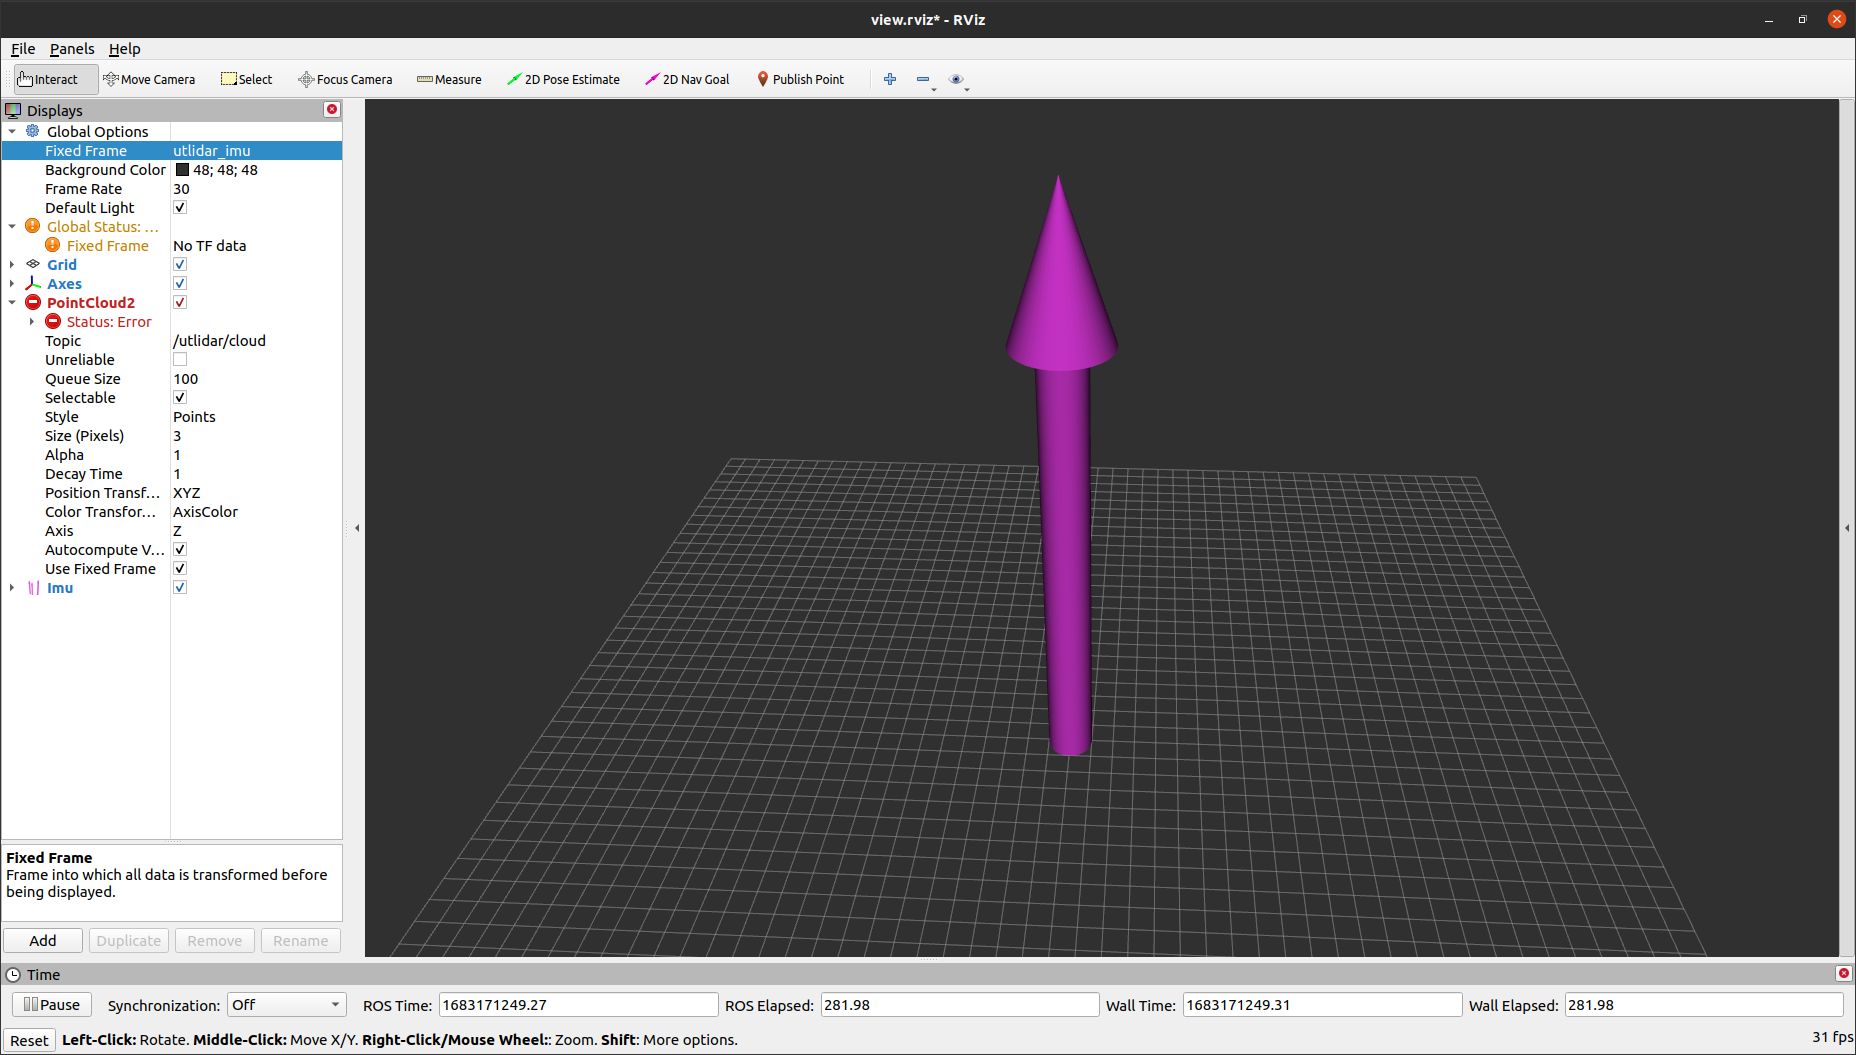 view.rviz* - RViz
File Panels Help
Interact Move Camera Select Focus Camera Measure 2D Pose Estimate 2D Nav Goal Publish Point
Displays
Global Options
Fixed Frame utlidar_imu
Background Color 48; 48; 48
Frame Rate 30
Default Light
Global Status: ...
Fixed Frame No TF data
Grid
Axes
PointCloud2
Status: Error
Topic /utlidar/cloud
Unreliable
Queue Size 100
Selectable
Style Points
Size (Pixels) 3
Alpha 1
Decay Time 1
Position Transf... XYZ
Color Transfor... AxisColor
Axis Z
Autocompute V...
Use Fixed Frame
Imu
Fixed Frame
Frame into which all data is transformed before
being displayed.
Add Duplicate Remove Rename
Time
Pause Synchronization: Off ROS Time: 1683171249.27 ROS Elapsed: 281.98 Wall Time: 1683171249.31 Wall Elapsed: 281.98
Reset Left-Click: Rotate. Middle-Click: Move X/Y. Right-Click/Mouse Wheel:: Zoom. Shift: More options. 31 fps